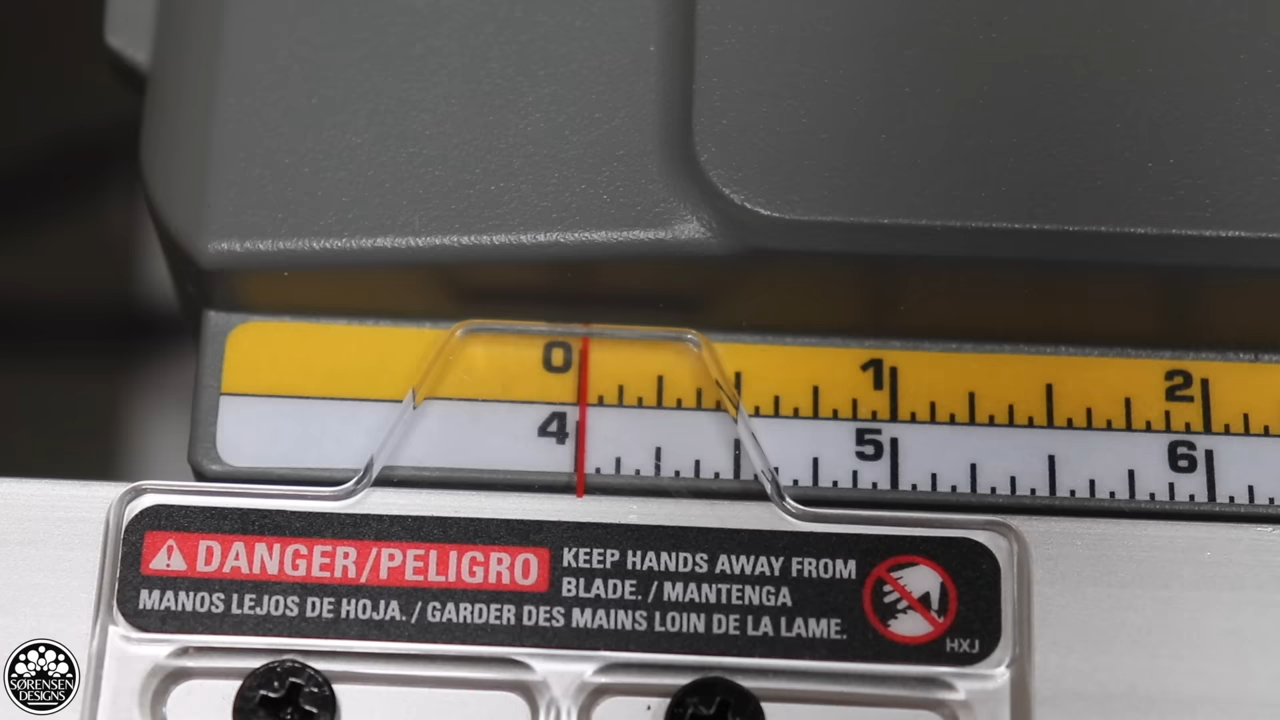 0 1 2
4 5 6
DANGER/PELIGRO KEEP HANDS AWAY FROM
BLADE. / MANTENGA
MANOS LEJOS DE HOJA. / GARDER DES MAINS LOIN DE LA LAME.
HXJ
SØRENSEN
DESIGNS